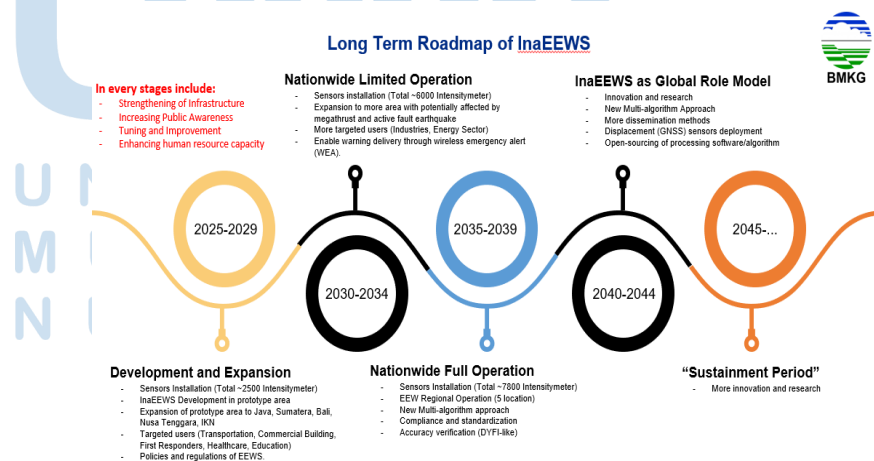 Long Term Roadmap of InaEEWS
BMKG
In every stages include:
- Strengthening of Infrastructure
- Increasing Public Awareness
- Tuning and Improvement
- Enhancing human resource capacity
Nationwide Limited Operation
- Sensors installation (Total ~6000 Intensitymeter)
- Expansion to more area with potentially affected by
megathrust and active fault earthquake
- More targeted users (Industries, Energy Sector)
- Enable warning delivery through wireless emergency alert
(WEA).
InaEEWS as Global Role Model
- Innovation and research
- New Multi-algorithm Approach
- More dissemination methods
- Displacement (GNSS) sensors deployment
- Open-sourcing of processing software/algorithm
2025-2029
2030-2034
2035-2039
2040-2044
2045-...
Development and Expansion
- Sensors Installation (Total ~2500 Intensitymeter)
- InaEEWS Development in prototype area
- Expansion of prototype area to Java, Sumatera, Bali,
Nusa Tenggara, IKN
- Targeted users (Transportation, Commercial Building,
First Responders, Healthcare, Education)
- Policies and regulations of EEWS.
Nationwide Full Operation
- Sensors Installation (Total ~7800 Intensitymeter)
- EEW Regional Operation (5 location)
- New Multi-algorithm approach
- Compliance and standardization
- Accuracy verification (DYFI-like)
“Sustainment Period”
- More innovation and research
U N
M
N